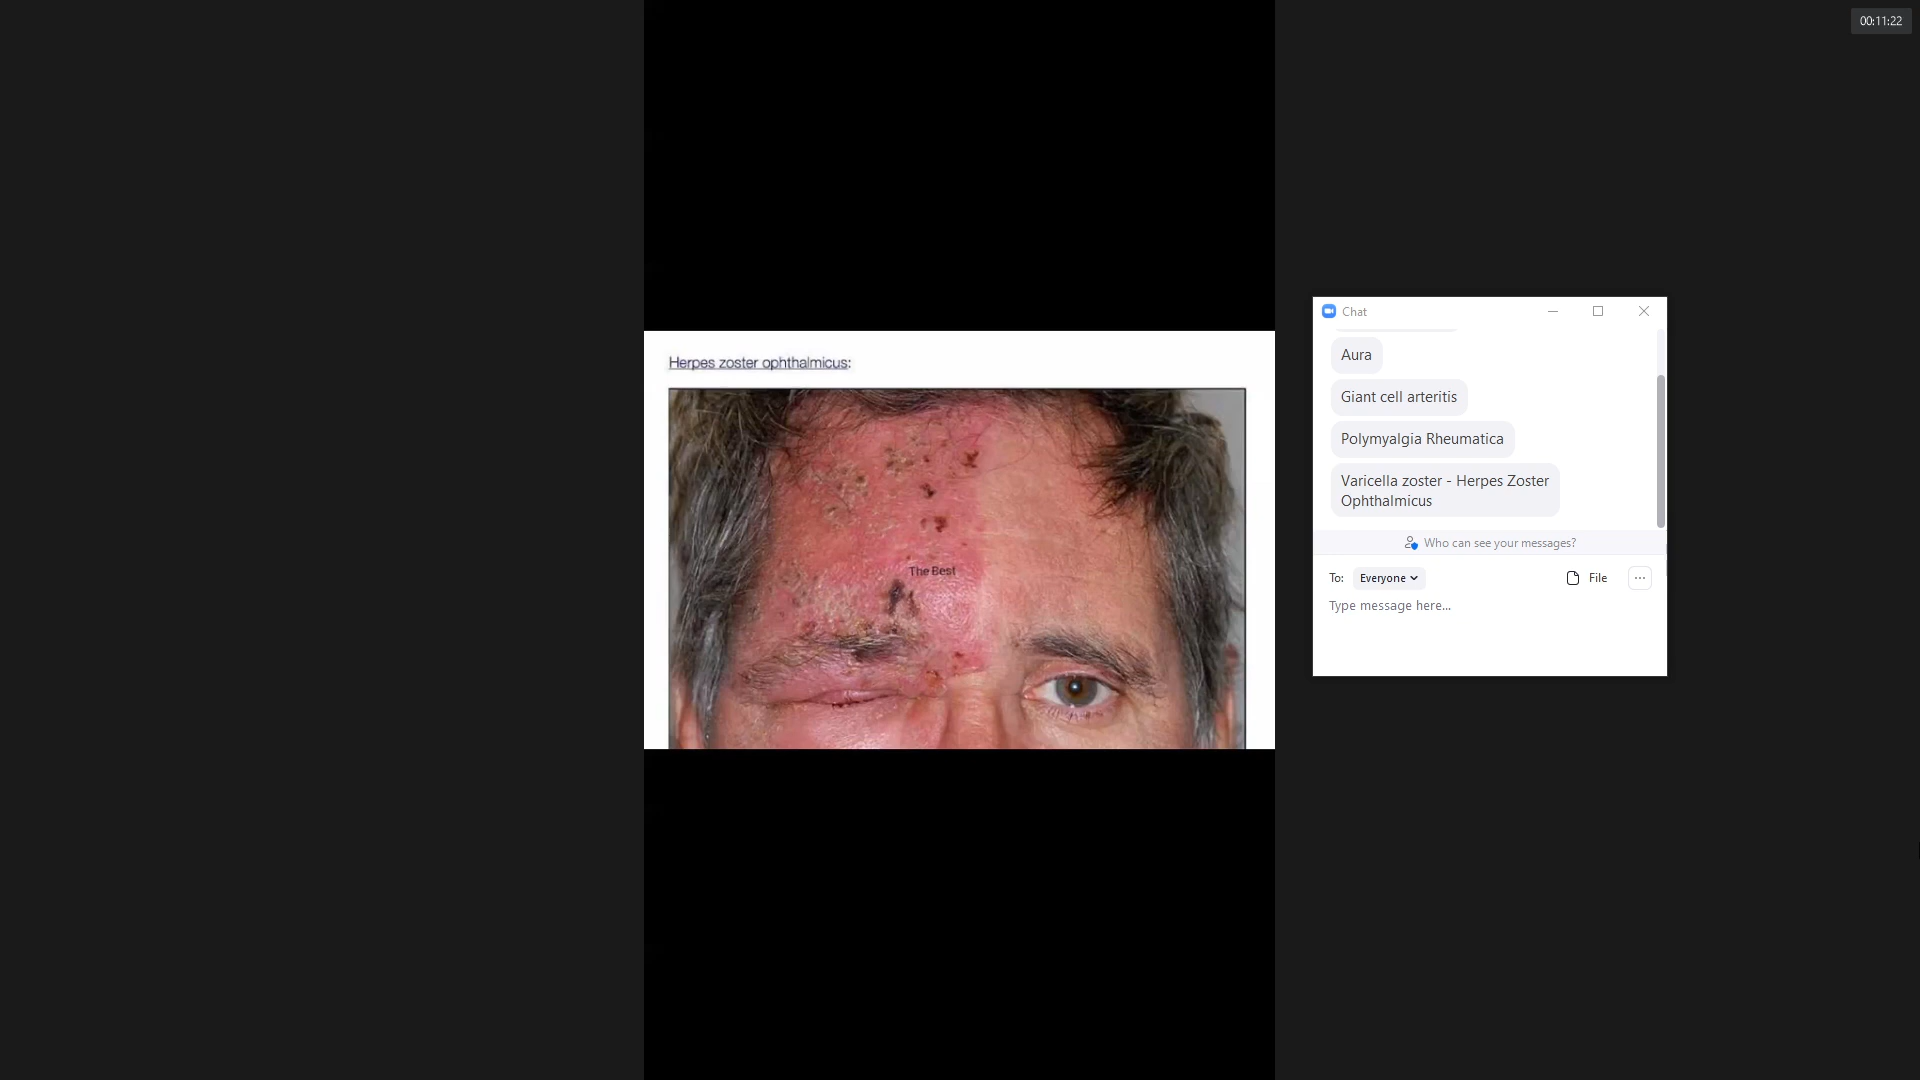 00:11:22
Herpes zoster ophthalmicus:
The Best
Chat
Aura
Giant cell arteritis
Polymyalgia Rheumatica
Varicella zoster - Herpes Zoster
Ophthalmicus
Who can see your messages?
To: Everyone File
Type message here...